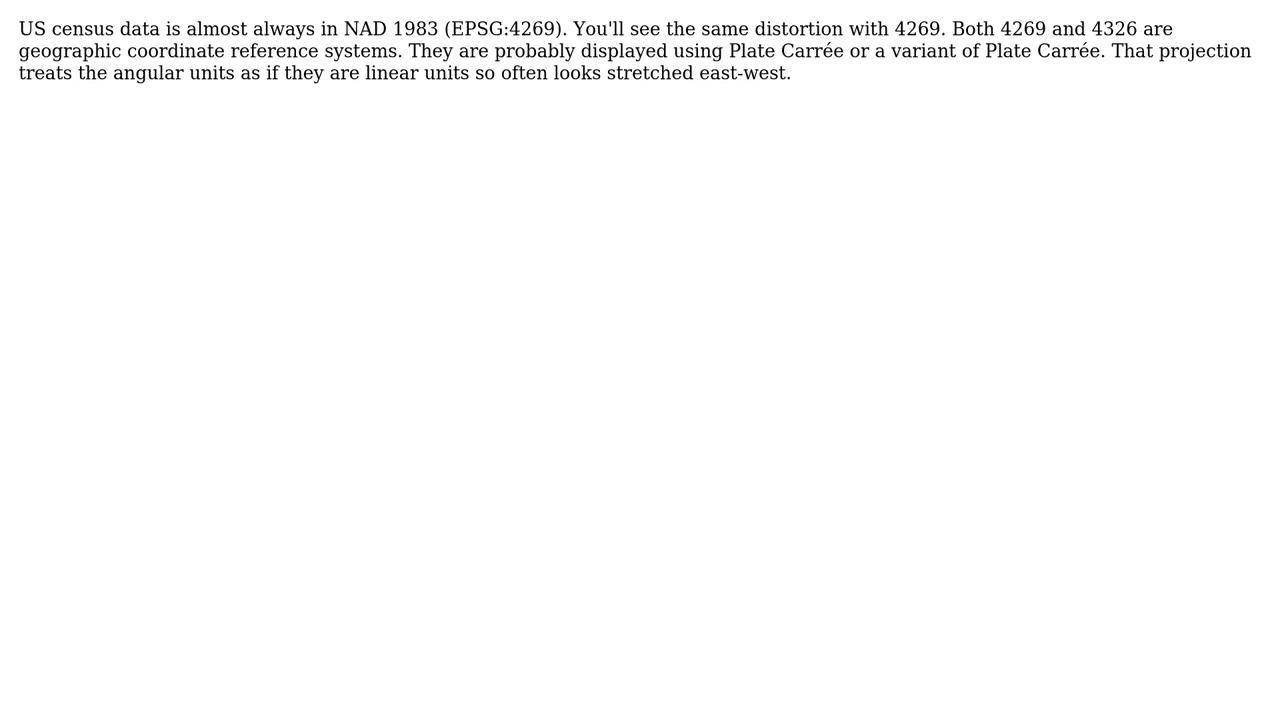 US census data is almost always in NAD 1983 (EPSG:4269). You'll see the same distortion with 4269. Both 4269 and 4326 are
geographic coordinate reference systems. They are probably displayed using Plate Carrée or a variant of Plate Carrée. That projection
treats the angular units as if they are linear units so often looks stretched east-west.